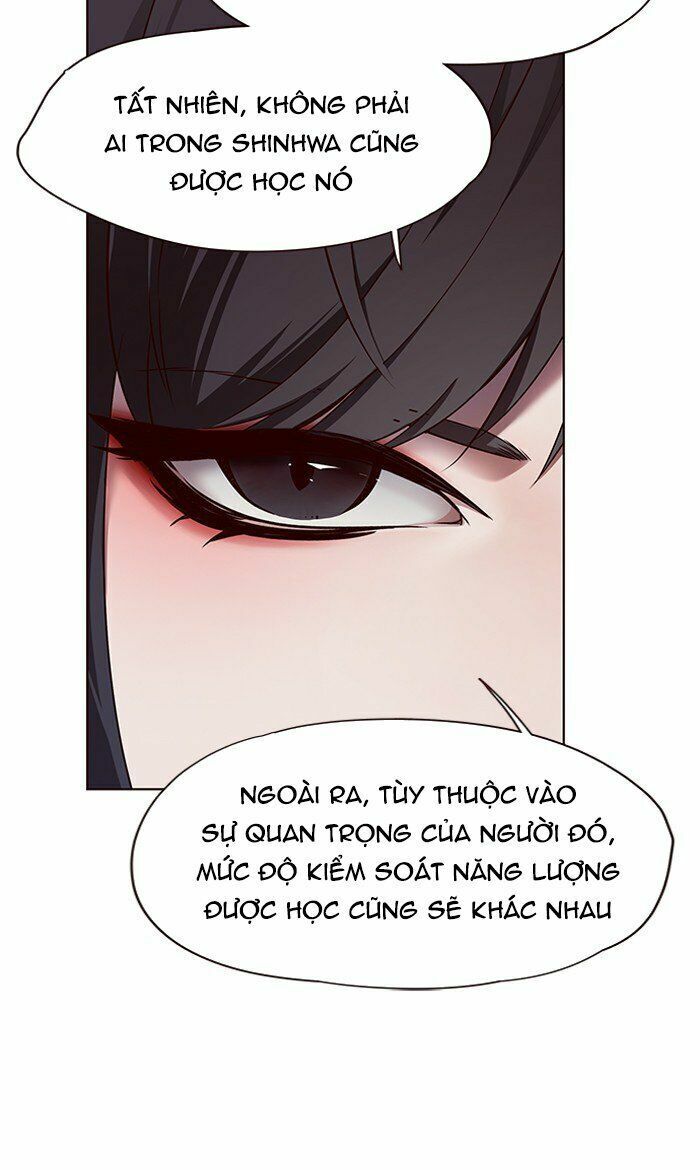 TẤT NHIÊN, KHÔNG PHẢI
AI TRONG SHINHWA CŨNG
ĐƯỢC HỌC NÓ
NGOÀI RA, TÙY THUỘC VÀO
SỰ QUAN TRỌNG CỦA NGƯỜI ĐÓ,
MỨC ĐỘ KIỂM SOÁT NĂNG LƯỢNG
ĐƯỢC HỌC CŨNG SẼ KHÁC NHAU